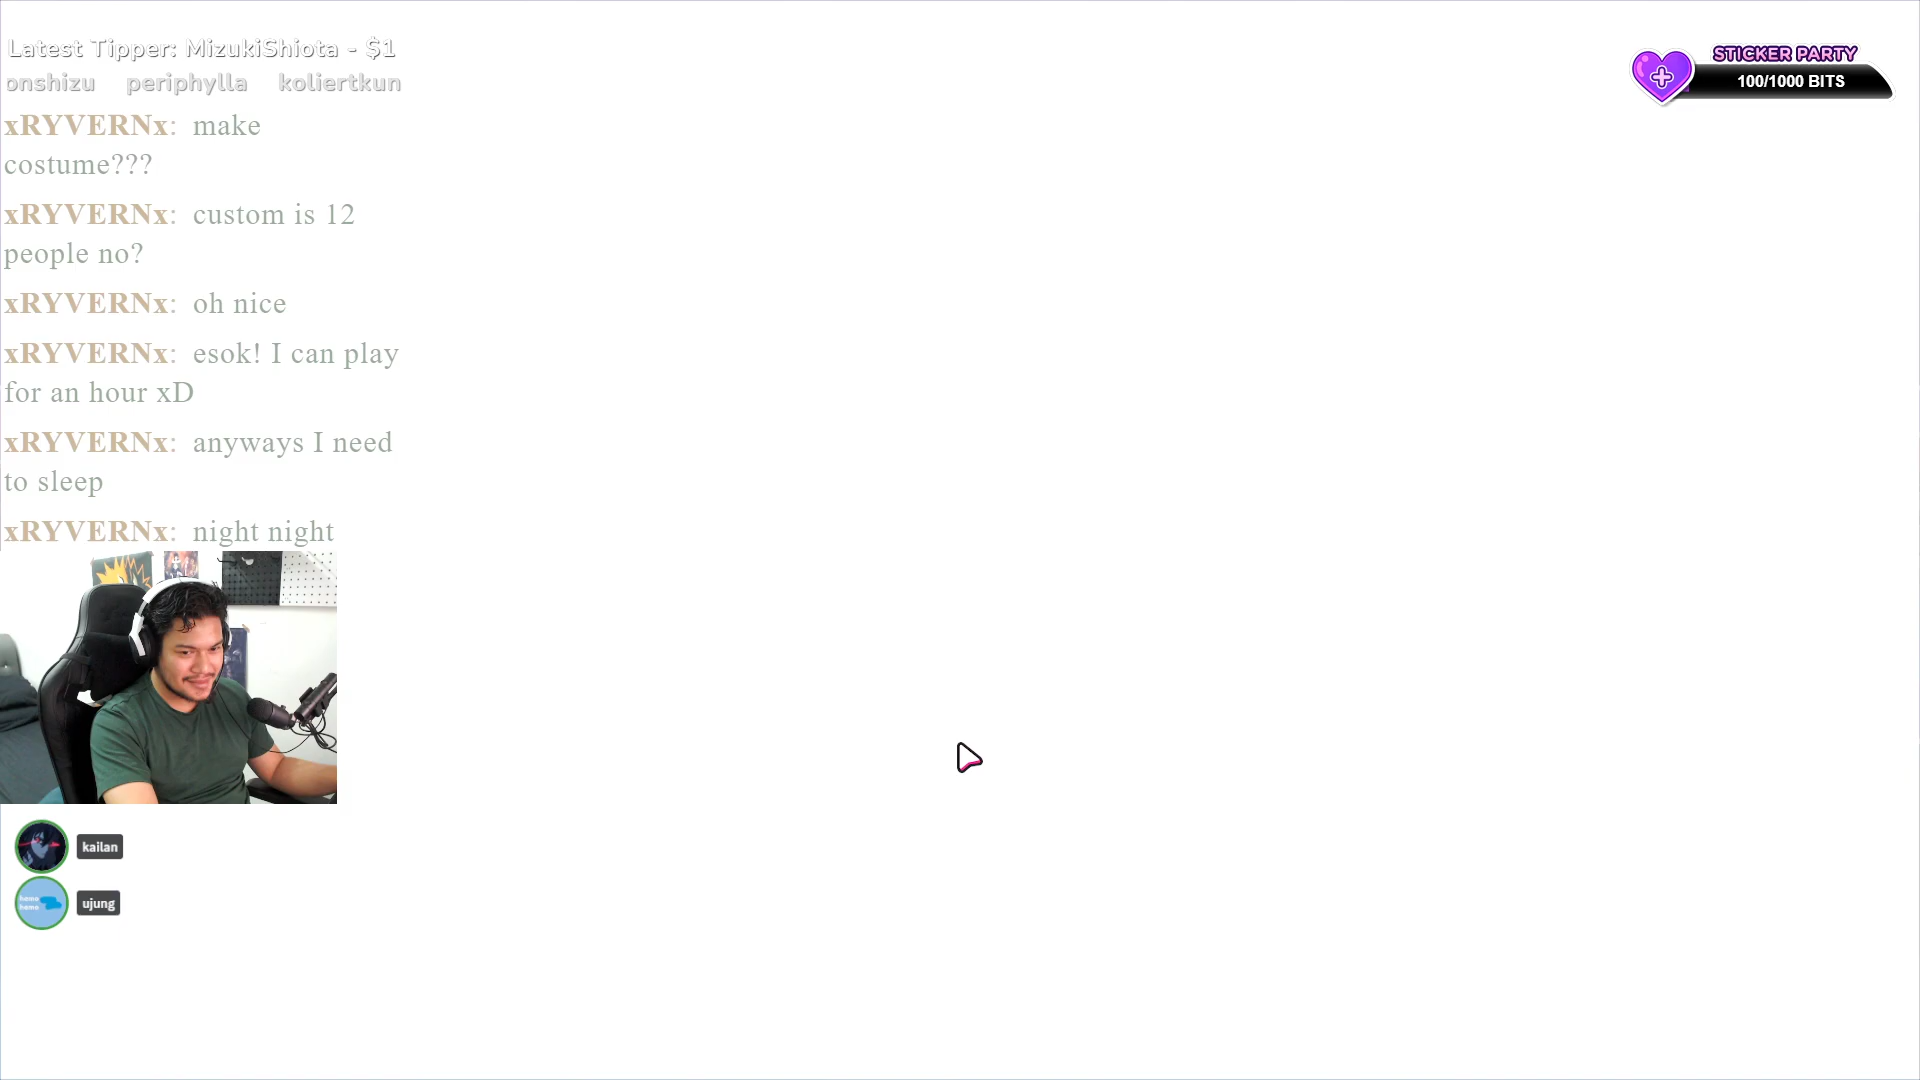 Latest Tipper: MizukiShiota - $1
onshizu periphylla koliertkun
STICKER PARTY
100/1000 BITS
xRYVERNx: make
costume???
xRYVERNx: custom is 12
people no?
xRYVERNx: oh nice
xRYVERNx: esok! I can play
for an hour xD
xRYVERNx: anyways I need
to sleep
xRYVERNx: night night
kailan
ujung